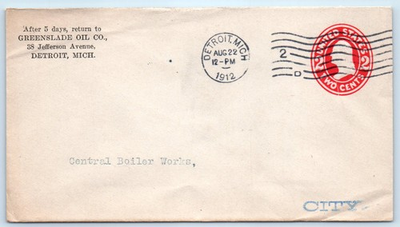 After 5 days, return to
GREENSLADE OIL CO.,
38 Jefferson Avenue,
DETROIT, MICH.
DETROIT, MICH
AUG 22
12-PM
1912
2
D
UNITED STATES
2 2
TWO CENTS
Central Boiler Works,
CITY.